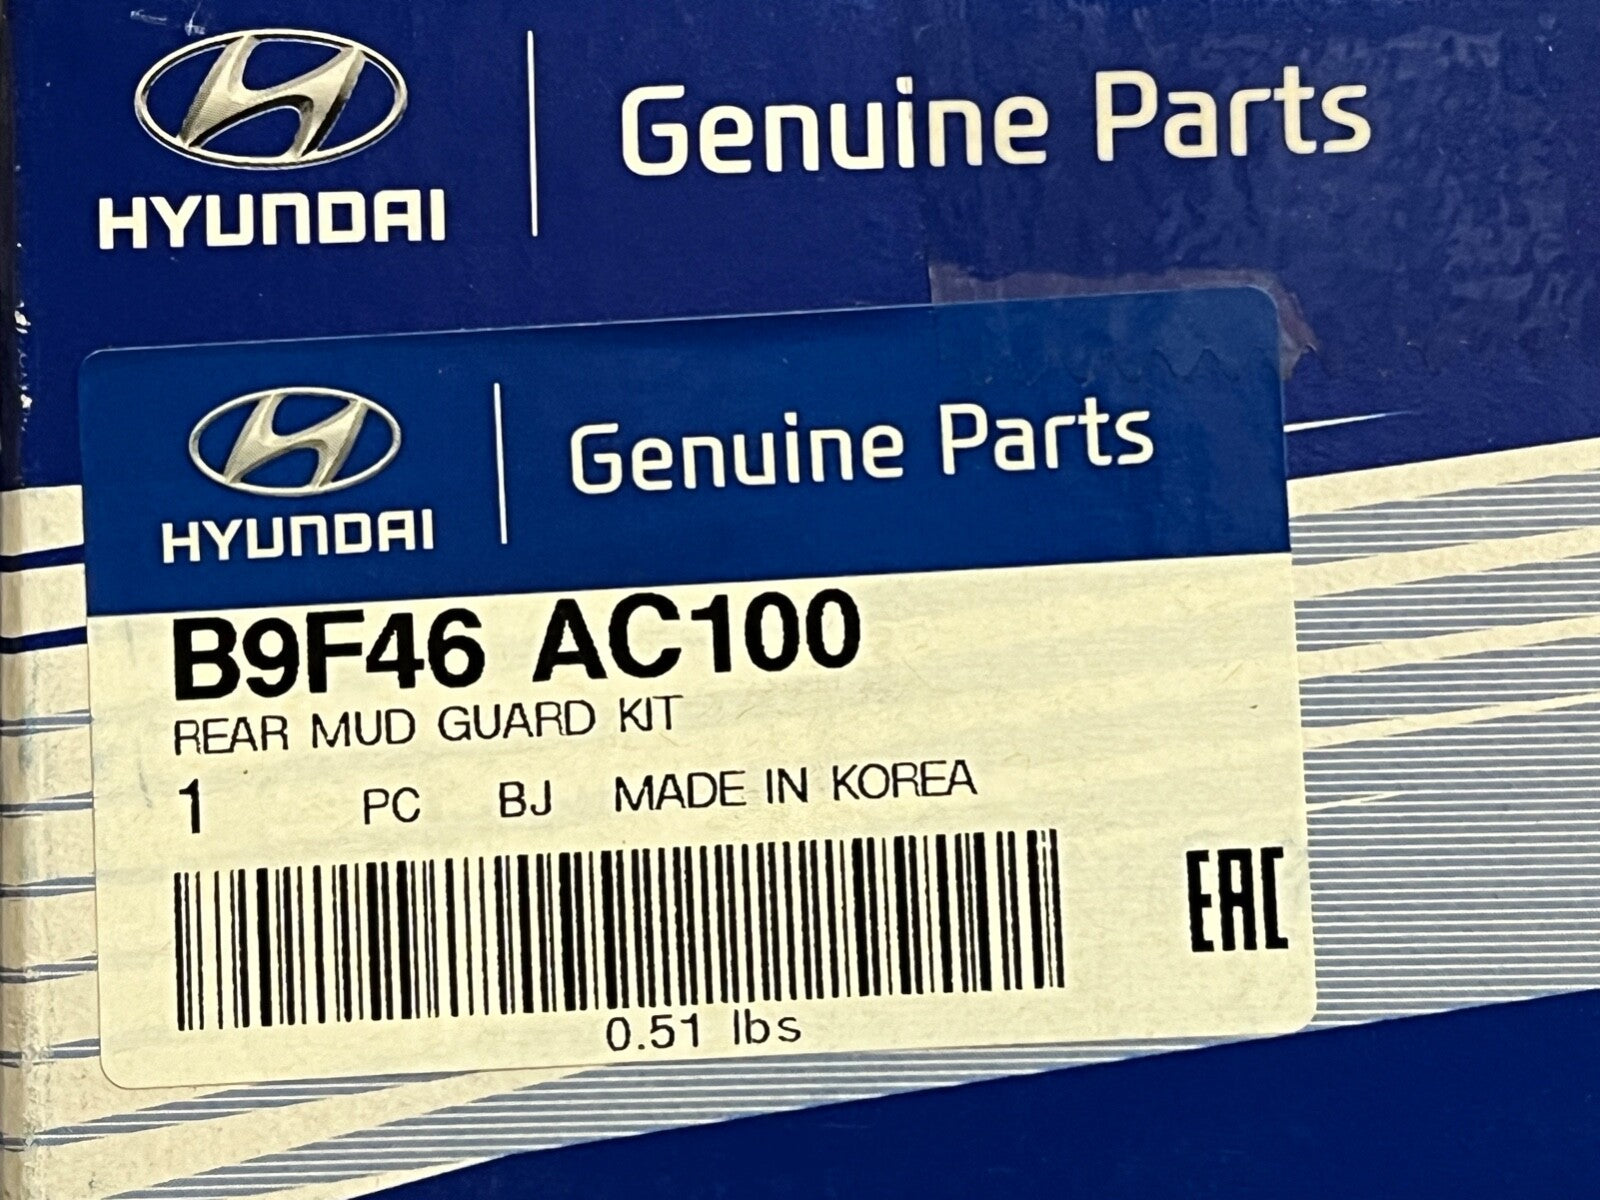 HYUNDAI
Genuine Parts
HYUNDAI
Genuine Parts
B9F46 AC100
REAR MUD GUARD KIT
1 PC BJ MADE IN KOREA
EAC
0.51 lbs